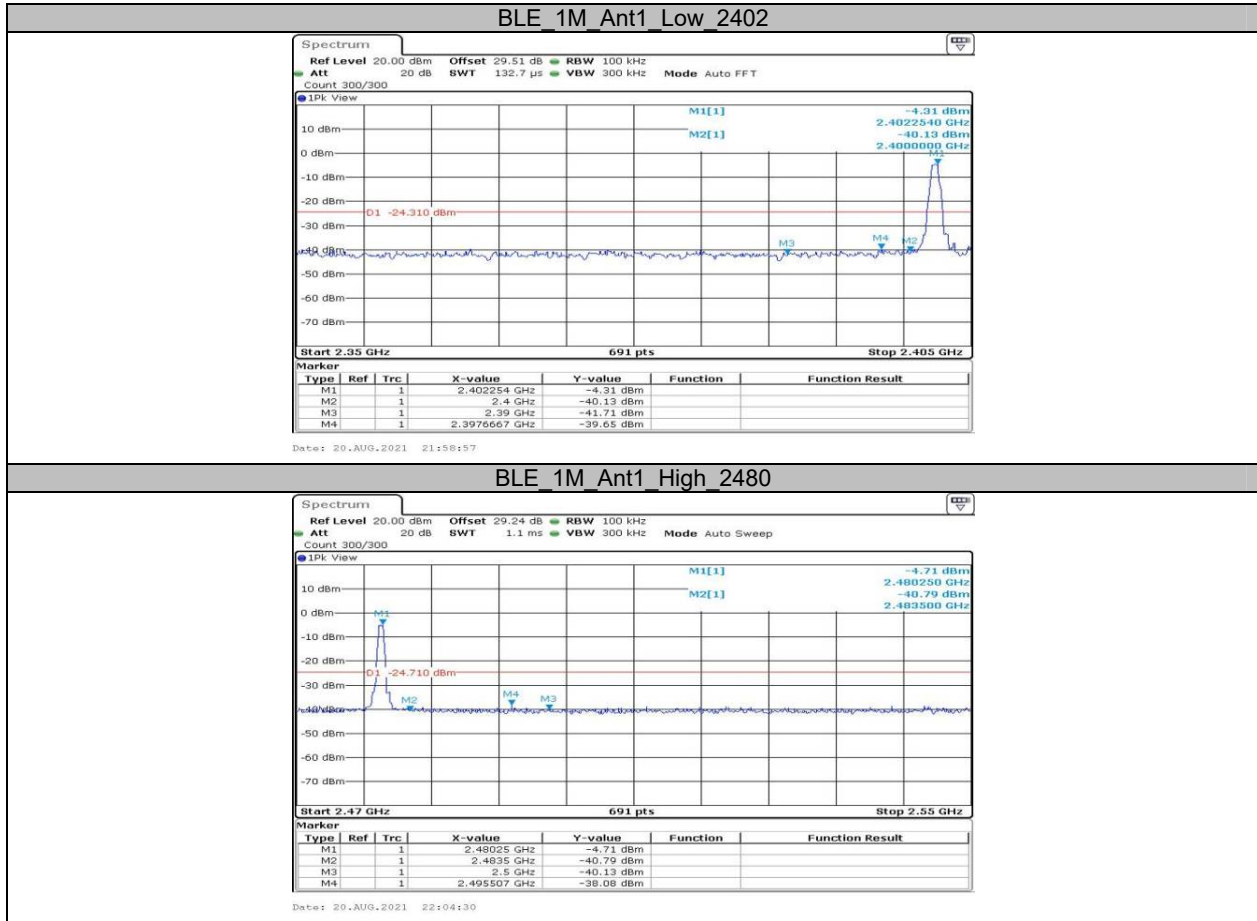 BLE_1M_Ant1_Low_2402
Spectrum
Ref Level 20.00 dBm Offset 29.51 dB RBW 100 kHz
Att 20 dB SWT 132.7 µs VBW 300 kHz Mode Auto FFT
Count 300/300
1Pk View
M1[1] -4.31 dBm
2.4022540 GHz
M2[1] -40.13 dBm
2.4000000 GHz
10 dBm
0 dBm
M1
-10 dBm
-20 dBm
D1 -24.310 dBm
-30 dBm
M3 M4 M2
-40 dBm
-50 dBm
-60 dBm
-70 dBm
Start 2.35 GHz 691 pts Stop 2.405 GHz
Marker
Type Ref Trc X-value Y-value Function Function Result
M1 1 2.402254 GHz -4.31 dBm
M2 1 2.4 GHz -40.13 dBm
M3 1 2.39 GHz -41.71 dBm
M4 1 2.3976667 GHz -39.65 dBm
Date: 20.AUG.2021 21:58:57
BLE_1M_Ant1_High_2480
Spectrum
Ref Level 20.00 dBm Offset 29.24 dB RBW 100 kHz
Att 20 dB SWT 1.1 ms VBW 300 kHz Mode Auto Sweep
Count 300/300
1Pk View
M1[1] -4.71 dBm
2.480250 GHz
M2[1] -40.79 dBm
2.483500 GHz
10 dBm
0 dBm
M1
-10 dBm
-20 dBm
D1 -24.710 dBm
-30 dBm
M2 M4 M3
-40 dBm
-50 dBm
-60 dBm
-70 dBm
Start 2.47 GHz 691 pts Stop 2.55 GHz
Marker
Type Ref Trc X-value Y-value Function Function Result
M1 1 2.48025 GHz -4.71 dBm
M2 1 2.4835 GHz -40.79 dBm
M3 1 2.5 GHz -40.13 dBm
M4 1 2.495507 GHz -38.08 dBm
Date: 20.AUG.2021 22:04:30